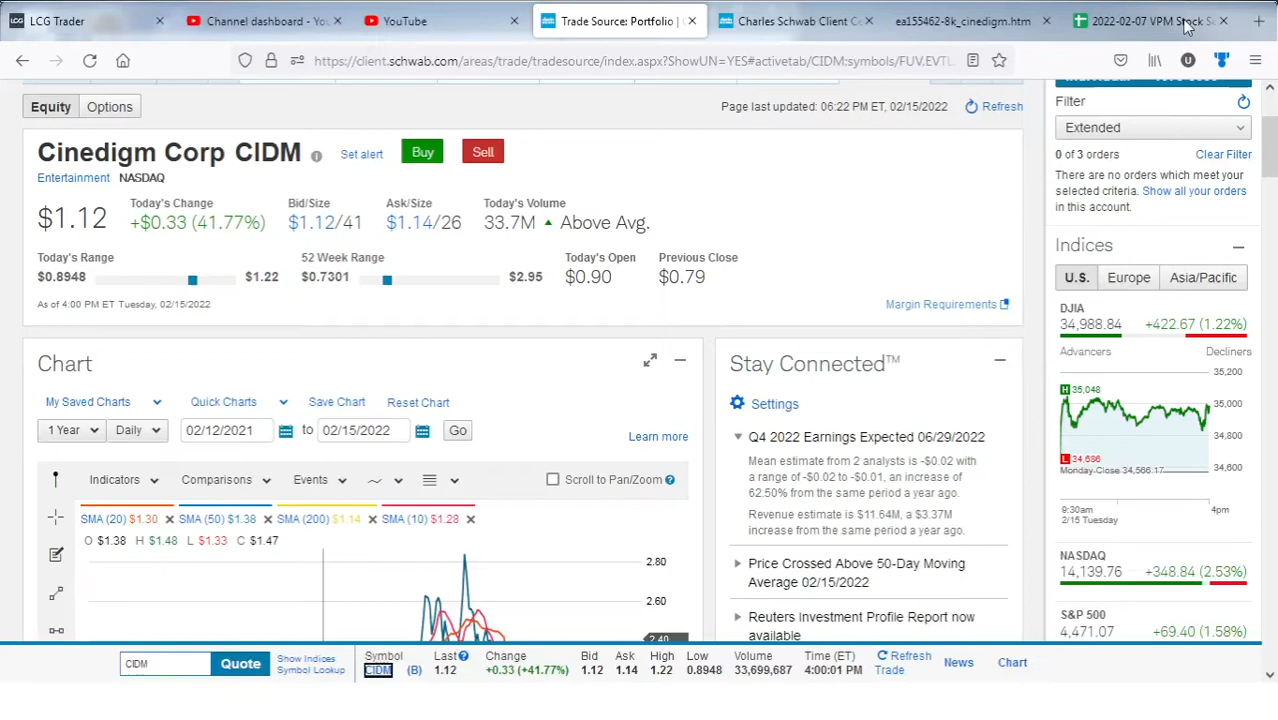 LCG Trader
Channel dashboard - You
YouTube
Trade Source: Portfolio |
Charles Schwab Client Ce
ea155462-8k_cinedigm.htm
2022-02-07 VPM Stock Sc
https://client.schwab.com/areas/trade/tradesource/index.aspx?ShowUN=YES#activetab/CIDM:symbols/FUV.EVTL
Equity
Options
Page last updated: 06:22 PM ET, 02/15/2022
Refresh
Cinedigm Corp CIDM
Set alert
Buy
Sell
Entertainment NASDAQ
$1.12
Today's Change
+$0.33 (41.77%)
Bid/Size
$1.12/41
Ask/Size
$1.14/26
Today's Volume
33.7M Above Avg.
Today's Range
$0.8948
$1.22
52 Week Range
$0.7301
$2.95
Today's Open
$0.90
Previous Close
$0.79
As of 4:00 PM ET Tuesday, 02/15/2022
Margin Requirements
Chart
My Saved Charts
Quick Charts
Save Chart
Reset Chart
1 Year
Daily
02/12/2021
to
02/15/2022
Go
Learn more
Indicators
Comparisons
Events
Scroll to Pan/Zoom
SMA (20) $1.30
SMA (50) $1.38
SMA (200) $1.14
SMA (10) $1.28
O $1.38 H $1.48 L $1.33 C $1.47
2.80
2.60
2.40
Stay Connected™
Settings
Q4 2022 Earnings Expected 06/29/2022
Mean estimate from 2 analysts is -$0.02 with
a range of -$0.02 to -$0.01, an increase of
62.50% from the same period a year ago.
Revenue estimate is $11.64M, a $3.37M
increase from the same period a year ago.
Price Crossed Above 50-Day Moving
Average 02/15/2022
Reuters Investment Profile Report now
available
Filter
Extended
0 of 3 orders
Clear Filter
There are no orders which meet your
selected criteria. Show all your orders
in this account.
Indices
U.S.
Europe
Asia/Pacific
DJIA
34,988.84
+422.67 (1.22%)
Advancers
Decliners
35,200
H 35,048
35,000
34,800
L 34,686
Monday-Close 34,566.17
34,600
9:30am
4pm
2/15 Tuesday
NASDAQ
14,139.76
+348.84 (2.53%)
S&P 500
4,471.07
+69.40 (1.58%)
CIDM
Quote
Show Indices
Symbol Lookup
Symbol
CIDM
(B)
Last
1.12
Change
+0.33 (+41.77%)
Bid
1.12
Ask
1.14
High
1.22
Low
0.8948
Volume
33,699,687
Time (ET)
4:00:01 PM
Refresh
Trade
News
Chart